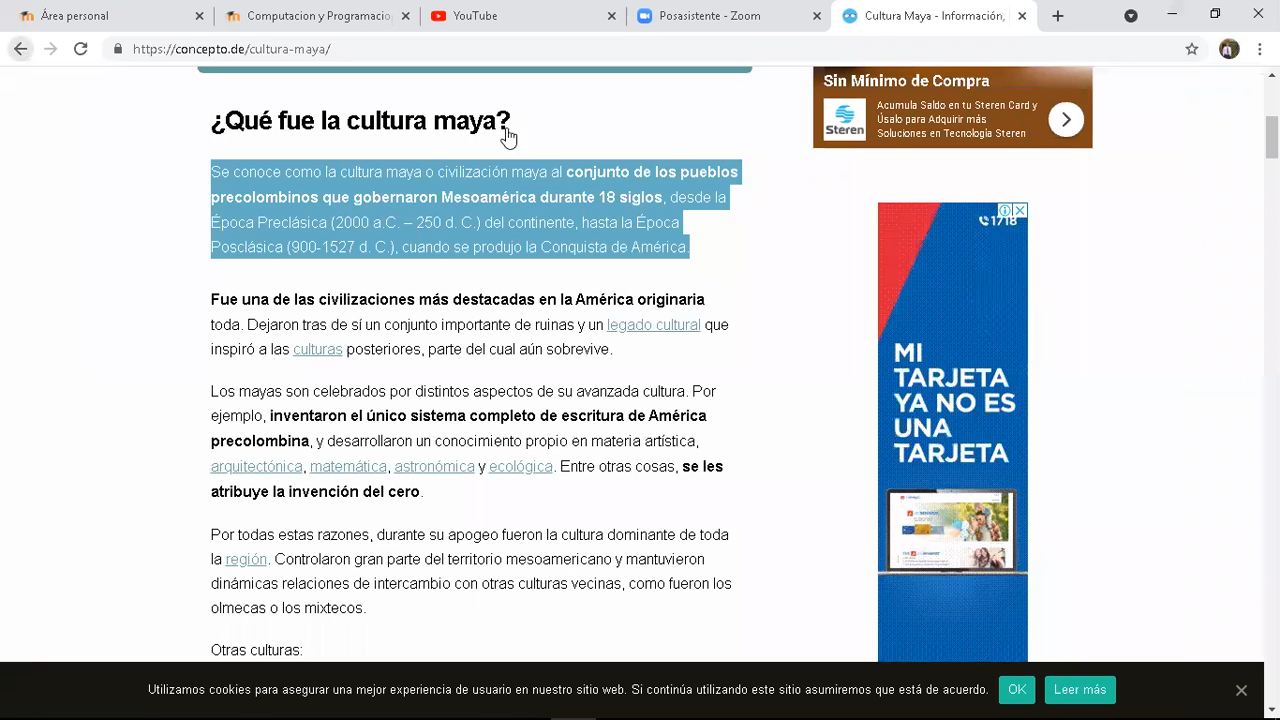 Área personal
Computacion y Programacio
YouTube
Posasistente - Zoom
Cultura Maya - Información,
https://concepto.de/cultura-maya/
¿Qué fue la cultura maya?
Se conoce como la cultura maya o civilización maya al conjunto de los pueblos
precolombinos que gobernaron Mesoamérica durante 18 siglos, desde la
Época Preclásica (2000 a.C. – 250 d. C.) del continente, hasta la Época
Posclásica (900-1527 d. C.), cuando se produjo la Conquista de América.
Fue una de las civilizaciones más destacadas en la América originaria
toda. Dejaron tras de sí un conjunto importante de ruinas y un legado cultural que
inspiró a las culturas posteriores, parte del cual aún sobrevive.
Los mayas son celebrados por distintos aspectos de su avanzada cultura. Por
ejemplo, inventaron el único sistema completo de escritura de América
precolombina, y desarrollaron un conocimiento propio en materia artística,
arquitectónica, matemática, astronómica y ecológica. Entre otras cosas, se les
atribuye la invención del cero.
Por todas estas razones, durante su apogeo fueron la cultura dominante de toda
la región. Controlaron gran parte del territorio mesoamericano y mantuvieron
dinámicas relaciones de intercambio con otras culturas vecinas, como fueron los
olmecas o los mixtecos.
Otras culturas:
Sin Mínimo de Compra
Steren
Acumula Saldo en tu Steren Card y
Úsalo para Adquirir más
Soluciones en Tecnología Steren
1718
MI
TARJETA
YA NO ES
UNA
TARJETA
Utilizamos cookies para asegurar una mejor experiencia de usuario en nuestro sitio web. Si continúa utilizando este sitio asumiremos que está de acuerdo.
OK
Leer más